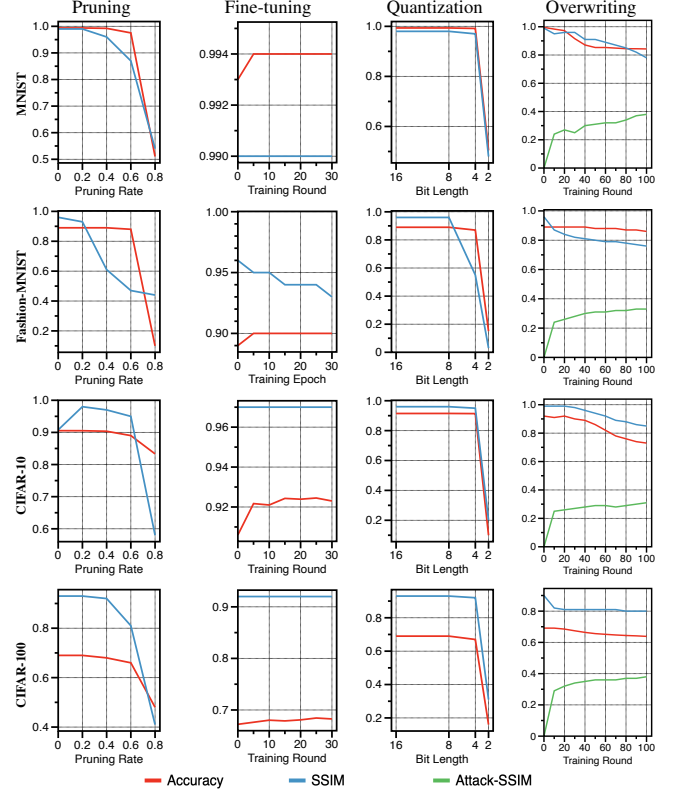 Pruning Fine-tuning Quantization Overwriting
MNIST
1.0
0.9
0.8
0.7
0.6
0.5
0 0.2 0.4 0.6 0.8
Pruning Rate
0.994
0.992
0.990
0 10 20 30
Training Round
1.0
0.8
0.6
16 8 4 2
Bit Length
1.0
0.8
0.6
0.4
0.2
0
0 20 40 60 80 100
Training Round
Fashion-MNIST
1.0
0.8
0.6
0.4
0.2
0 0.2 0.4 0.6 0.8
Pruning Rate
1.00
0.95
0.90
0 10 20 30
Training Epoch
1.0
0.8
0.6
0.4
0.2
0
16 8 4 2
Bit Length
1.0
0.8
0.6
0.4
0.2
0
0 20 40 60 80 100
Training Round
CIFAR-10
1.0
0.9
0.8
0.7
0.6
0 0.2 0.4 0.6 0.8
Pruning Rate
0.96
0.94
0.92
0 10 20 30
Training Round
1.0
0.8
0.6
0.4
0.2
16 8 4 2
Bit Length
1.0
0.8
0.6
0.4
0.2
0
0 20 40 60 80 100
Training Round
CIFAR-100
0.8
0.6
0.4
0 0.2 0.4 0.6 0.8
Pruning Rate
0.9
0.8
0.7
0 10 20 30
Training Round
0.8
0.6
0.4
0.2
16 8 4 2
Bit Length
0.8
0.6
0.4
0.2
0
0 20 40 60 80 100
Training Round
Accuracy SSIM Attack-SSIM